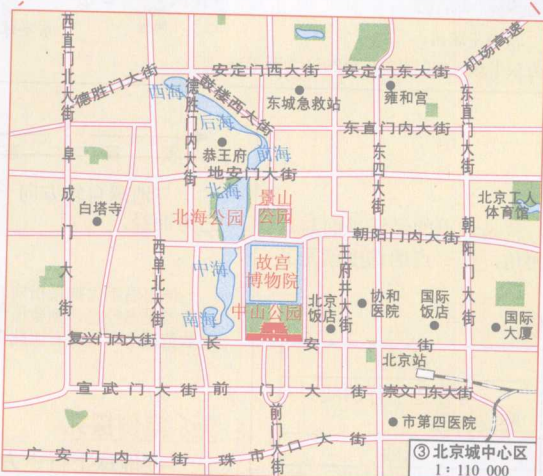 西直门北大街
德胜门大街
安定门西大街
安定门东大街
机场高速
西海
德胜门内大街
鼓楼西大街
东城急救站
雍和宫
东直门大街
后海
东直门内大街
恭王府
前海
阜成门大街
地安门大街
东四大街
白塔寺
北海
北海公园
景山
公园
北京工人
体育馆
西单北大街
朝阳门内大街
朝阳门大街
中海
故宫
博物院
王府井大街
南海
中山公园
北京
饭店
协和
医院
国际
饭店
国际
大厦
复兴门内大街
长安街
北京站
宣武门大街
前门大街
崇文门东大街
前门大街
市第四医院
广安门内大街
珠市口大街
③北京城中心区
1:110 000